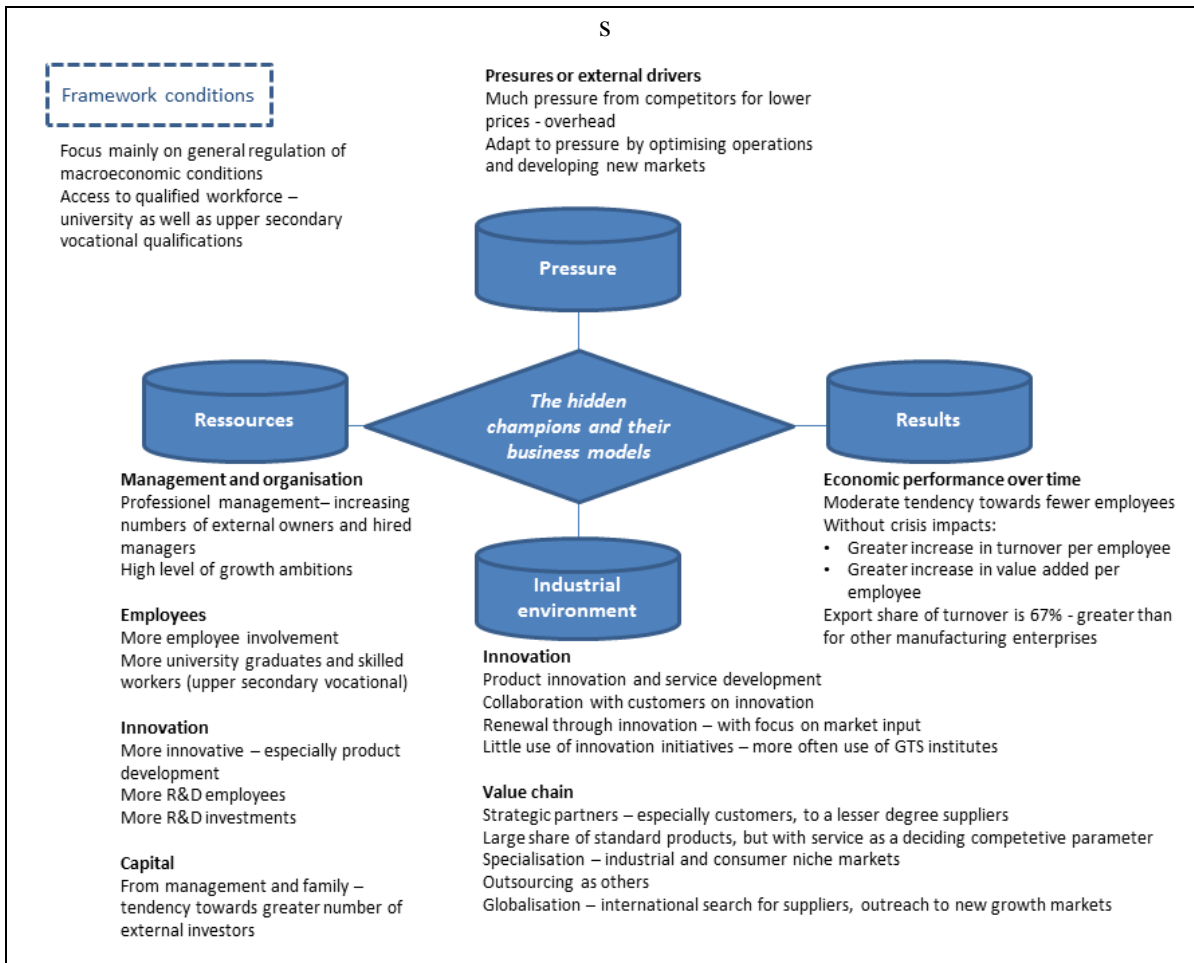 S
Framework conditions
Focus mainly on general regulation of
macroeconomic conditions
Access to qualified workforce –
university as well as upper secondary
vocational qualifications
Presures or external drivers
Much pressure from competitors for lower
prices - overhead
Adapt to pressure by optimising operations
and developing new markets
Pressure
Ressources
The hidden
champions and their
business models
Results
Management and organisation
Professionel management– increasing
numbers of external owners and hired
managers
High level of growth ambitions
Employees
More employee involvement
More university graduates and skilled
workers (upper secondary vocational)
Innovation
More innovative – especially product
development
More R&D employees
More R&D investments
Capital
From management and family –
tendency towards greater number of
external investors
Industrial
environment
Innovation
Product innovation and service development
Collaboration with customers on innovation
Renewal through innovation – with focus on market input
Little use of innovation initiatives – more often use of GTS institutes
Value chain
Strategic partners – especially customers, to a lesser degree suppliers
Large share of standard products, but with service as a deciding competetive parameter
Specialisation – industrial and consumer niche markets
Outsourcing as others
Globalisation – international search for suppliers, outreach to new growth markets
Economic performance over time
Moderate tendency towards fewer employees
Without crisis impacts:
• Greater increase in turnover per employee
• Greater increase in value added per
employee
Export share of turnover is 67% - greater than
for other manufacturing enterprises